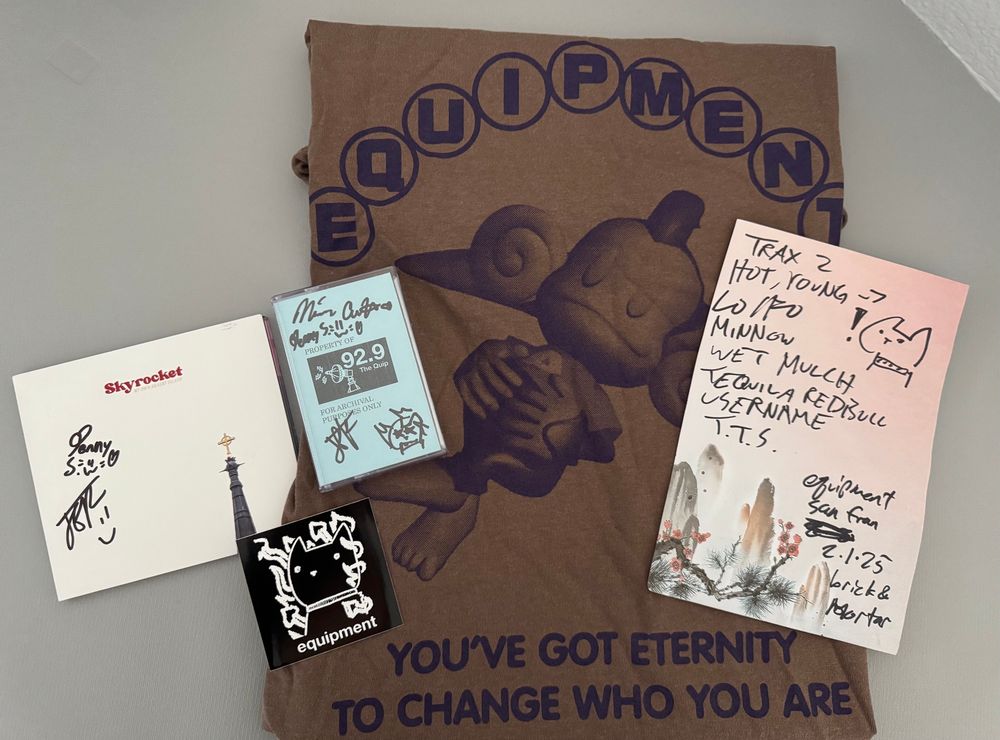 EQUIPMENT
Skyrocket
Penny
PROPERTY OF
92.9
The Quip
FOR ARCHIVAL
PURPOSES ONLY
equipment
TRAX 2
HOT, YOUNG →
LO/PRO
!
MINNOW
WET MULCH
TEQUILA REDBULL
USERNAME
T.T.S.
equipment
san fran
2.1.25
brick &
Mortar
YOU'VE GOT ETERNITY
TO CHANGE WHO YOU ARE